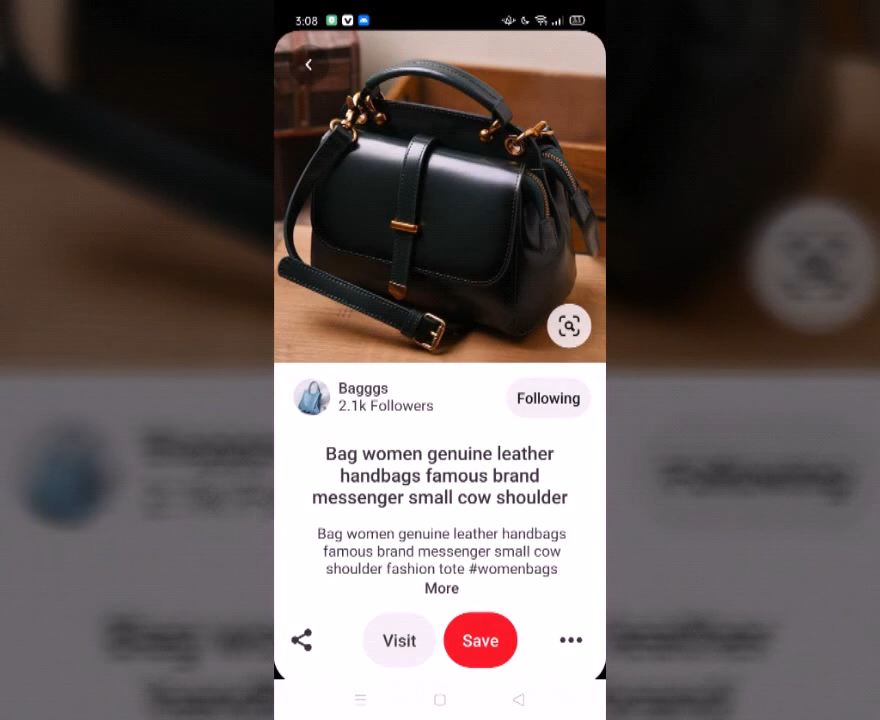 3:08
Bagggs
2.1k Followers
Following
Bag women genuine leather
handbags famous brand
messenger small cow shoulder
Bag women genuine leather handbags
famous brand messenger small cow
shoulder fashion tote #womenbags
More
Visit
Save